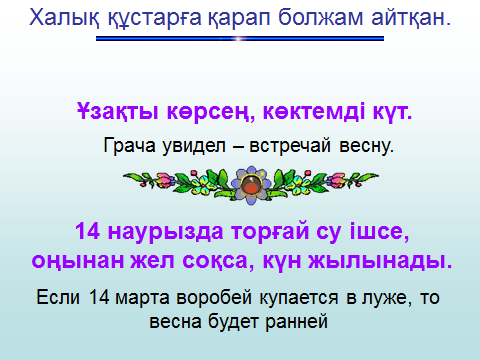 Халық құстарға қарап болжам айтқан.
Ұзақты көрсең, көктемді күт.
Грача увидел – встречай весну.
14 наурызда торғай су ішсе,
оңынан жел соқса, күн жылынады.
Если 14 марта воробей купается в луже, то
весна будет ранней